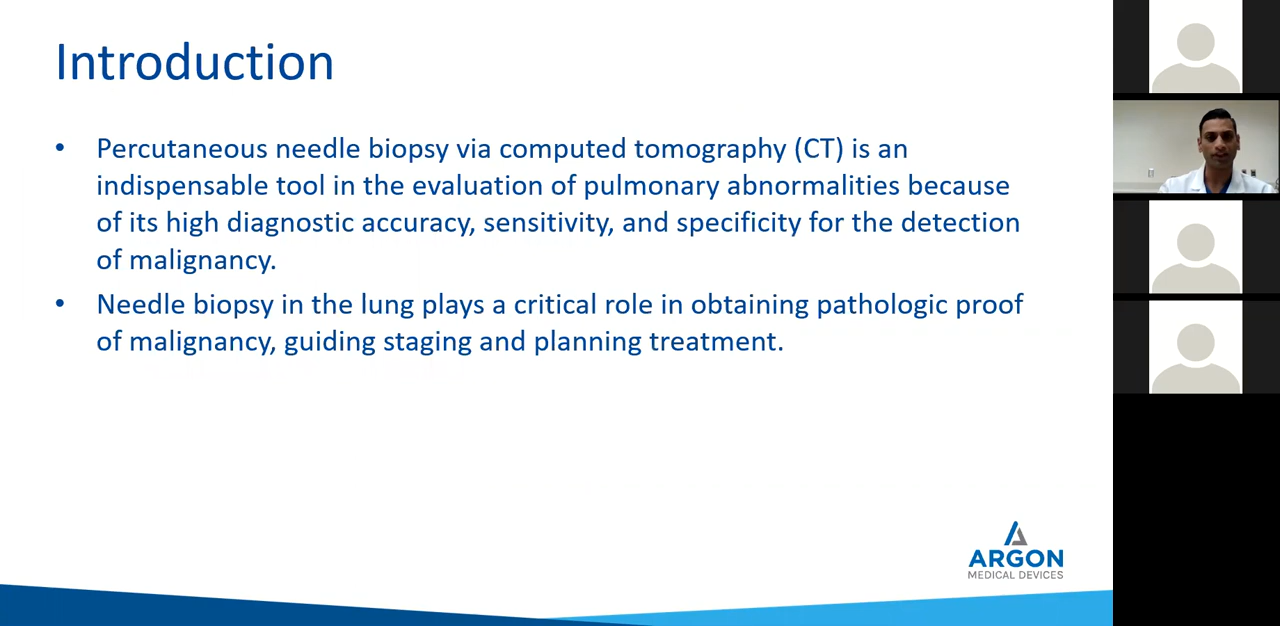 Introduction
• Percutaneous needle biopsy via computed tomography (CT) is an
indispensable tool in the evaluation of pulmonary abnormalities because
of its high diagnostic accuracy, sensitivity, and specificity for the detection
of malignancy.
• Needle biopsy in the lung plays a critical role in obtaining pathologic proof
of malignancy, guiding staging and planning treatment.
ARGON
MEDICAL DEVICES